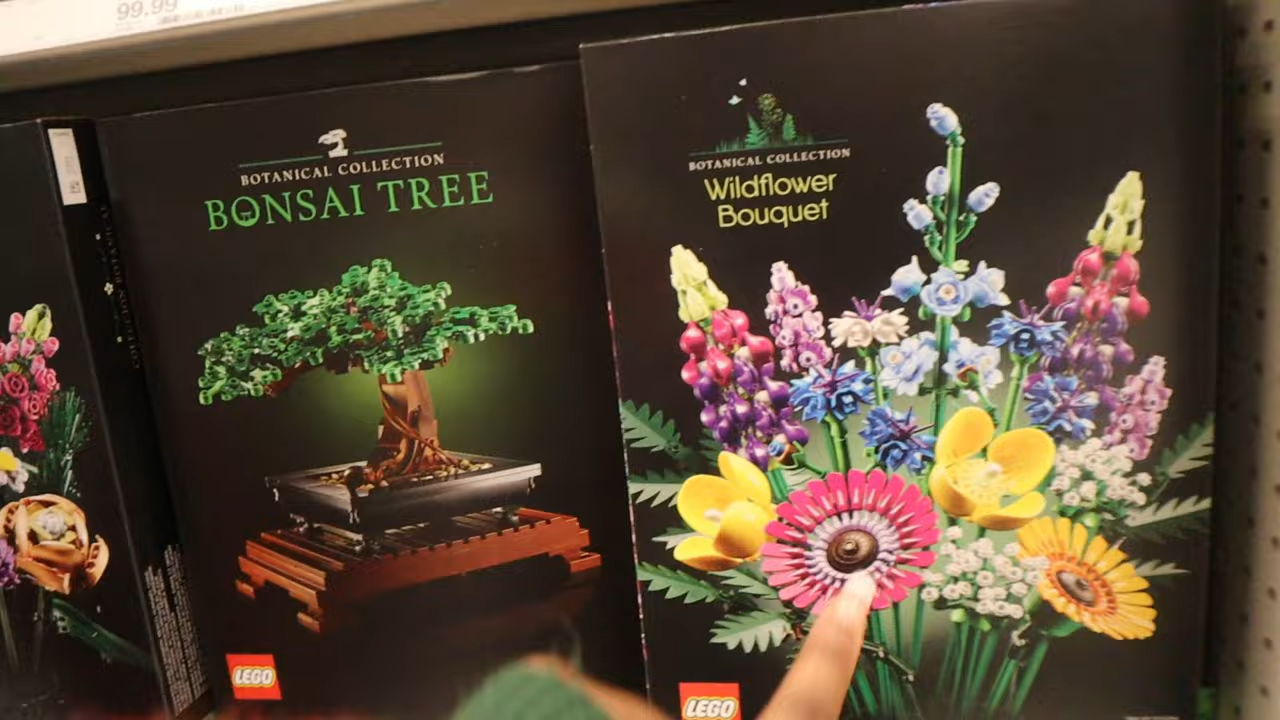 99.99
BOTANICAL COLLECTION
BONSAI TREE
BOTANICAL COLLECTION
Wildflower
Bouquet
LEGO
LEGO